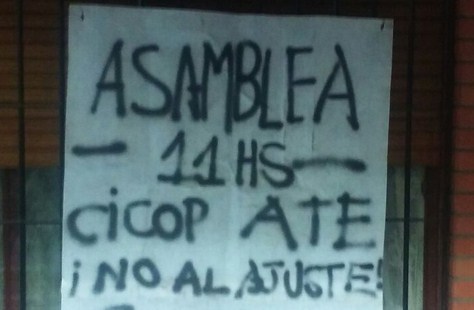 ASAMBLEA
- 11 HS -
CiCOP ATE
¡NO AL AJUSTE!